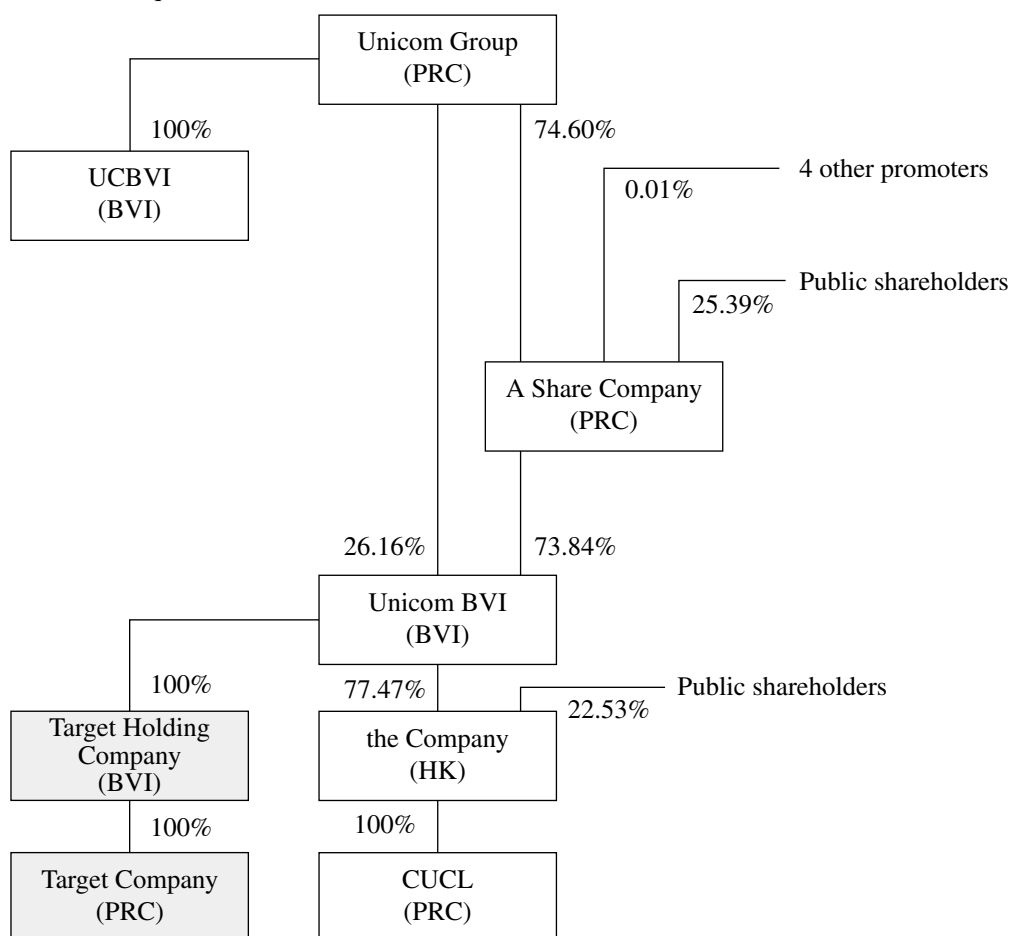 Unicom Group
(PRC)
100%
74.60%
UCBVI
(BVI)
4 other promoters
0.01%
Public shareholders
25.39%
A Share Company
(PRC)
26.16%
73.84%
Unicom BVI
(BVI)
100%
77.47%
Public shareholders
22.53%
Target Holding
Company
(BVI)
the Company
(HK)
100%
100%
Target Company
(PRC)
CUCL
(PRC)